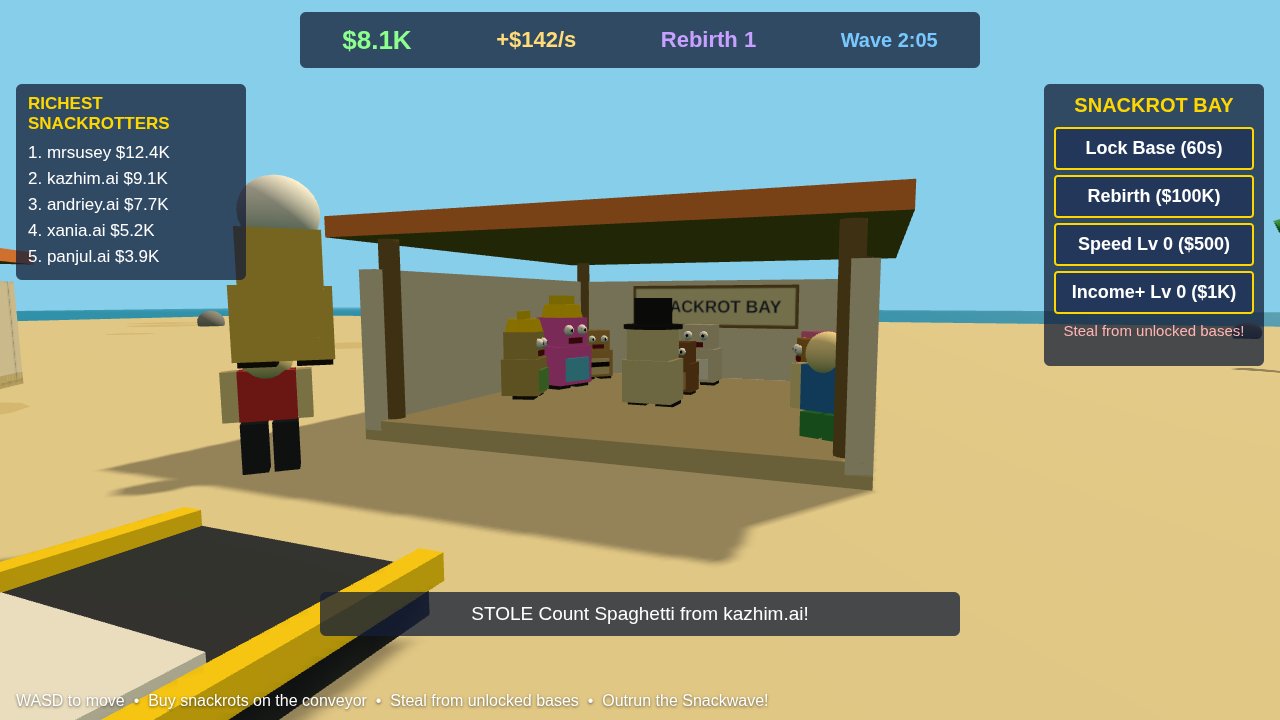 $8.1K +$142/s Rebirth 1 Wave 2:05
RICHEST
SNACKROTTERS
1. mrsusey $12.4K
2. kazhim.ai $9.1K
3. andriey.ai $7.7K
4. xania.ai $5.2K
5. panjul.ai $3.9K
SNACKROT BAY
Lock Base (60s)
Rebirth ($100K)
Speed Lv 0 ($500)
Income+ Lv 0 ($1K)
Steal from unlocked bases!
ACKROT BAY
STOLE Count Spaghetti from kazhim.ai!
WASD to move • Buy snackrots on the conveyor • Steal from unlocked bases • Outrun the Snackwave!